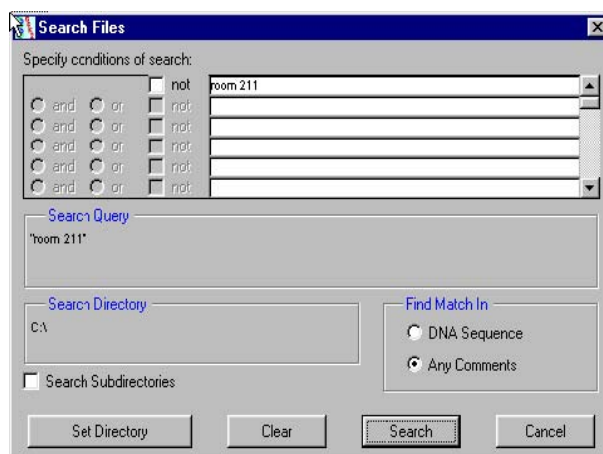 Search Files
Specify conditions of search:
not room 211
and or not
and or not
and or not
and or not
and or not
Search Query
"room 211"
Search Directory
C:\
Find Match In
DNA Sequence
Any Comments
Search Subdirectories
Set Directory Clear Search Cancel